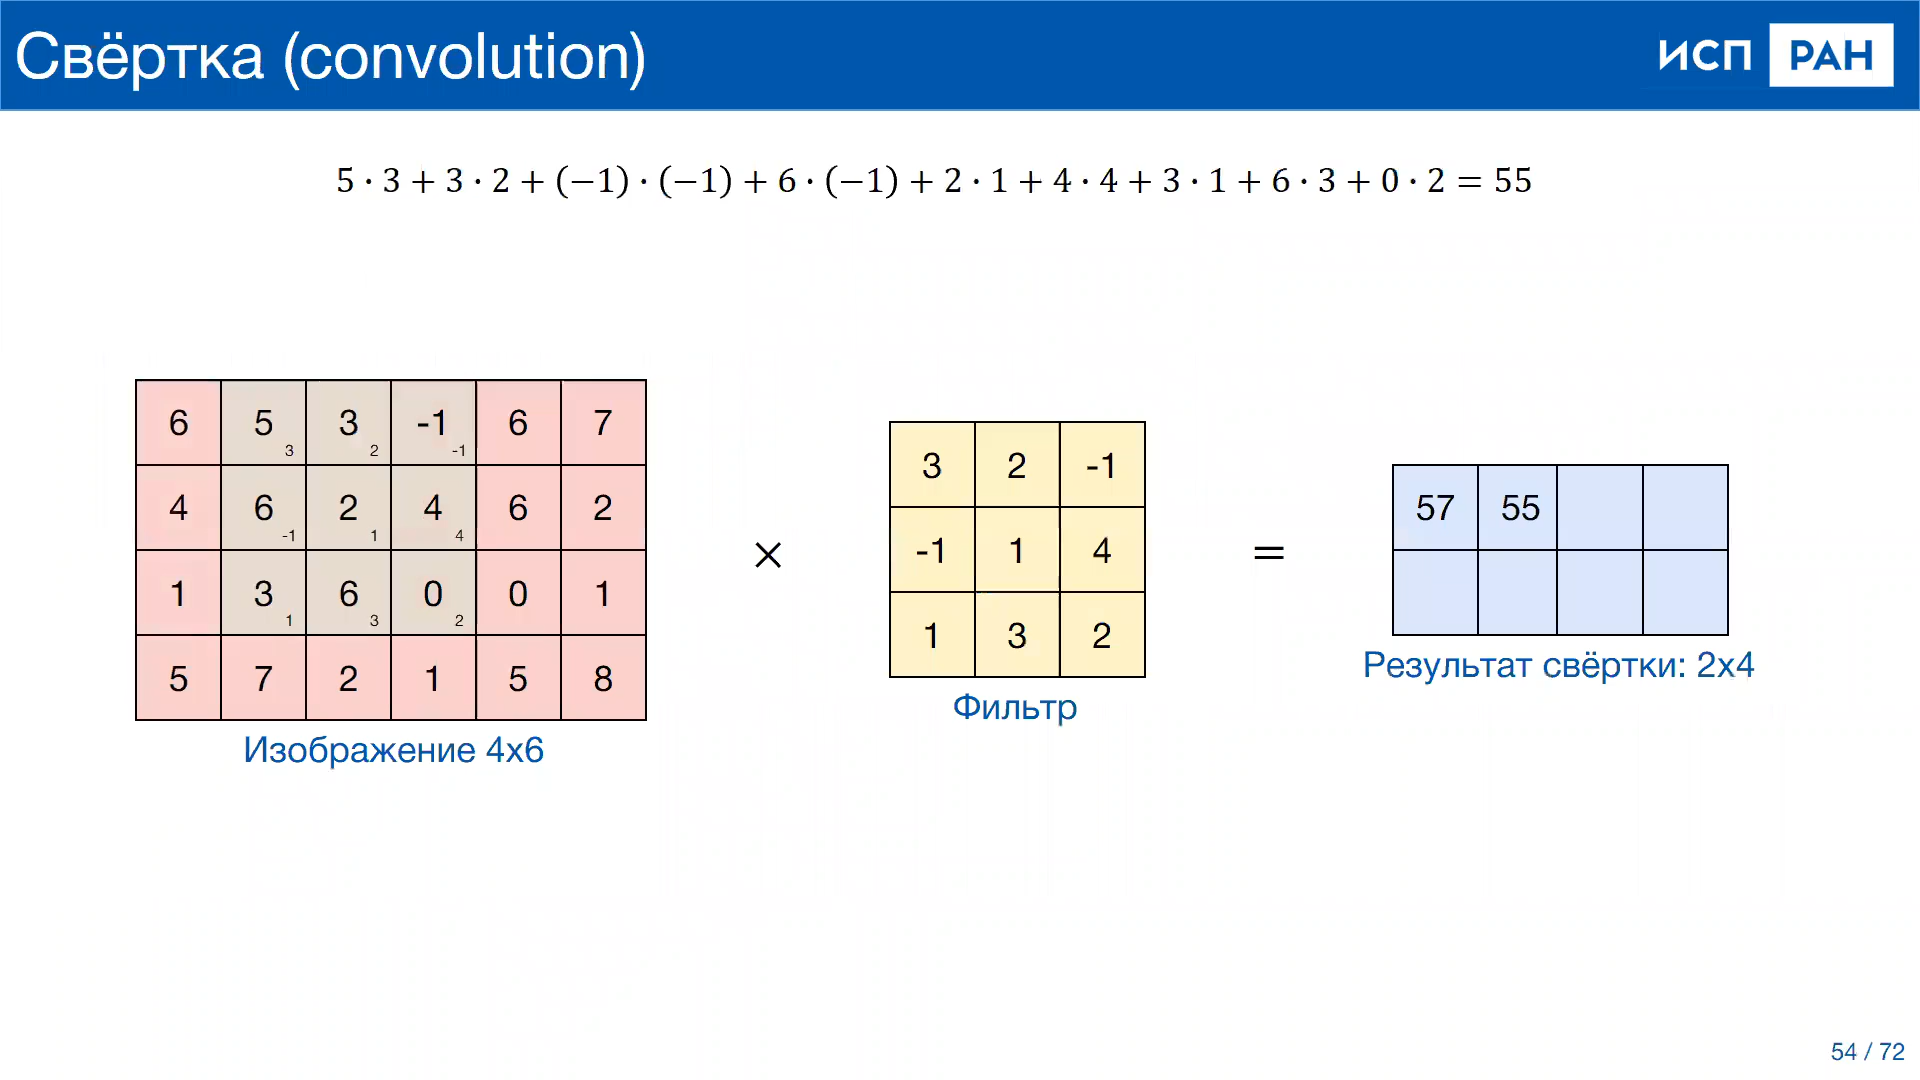 Свёртка (convolution)
ИСП РАН
5 · 3 + 3 · 2 + (−1) · (−1) + 6 · (−1) + 2 · 1 + 4 · 4 + 3 · 1 + 6 · 3 + 0 · 2 = 55
6 5 3 3 2 -1 -1 6 7
4 6 -1 2 1 4 4 6 2
1 3 1 6 3 0 2 0 1
5 7 2 1 5 8
Изображение 4x6
×
3 2 -1
-1 1 4
1 3 2
Фильтр
=
57 55
Результат свёртки: 2x4
54 / 72